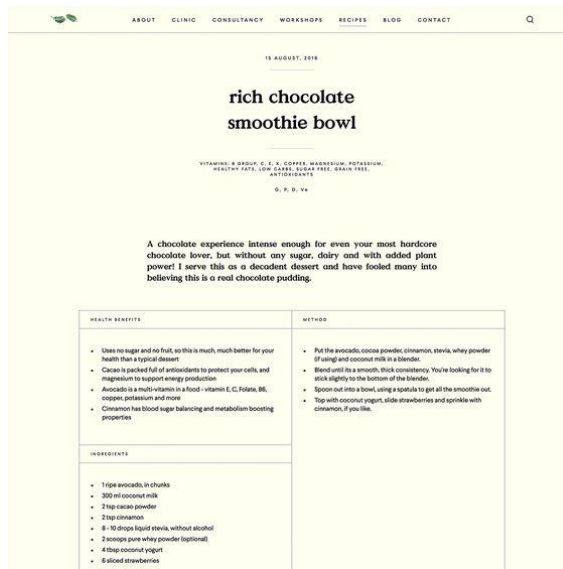 ABOUT CLINIC CONSULTANCY WORKSHOPS RECIPES BLOG CONTACT
15 AUGUST, 2018
rich chocolate
smoothie bowl
VITAMINS: B GROUP, C, E, K, COPPER, MAGNESIUM, POTASSIUM,
HEALTHY FATS, LOW CARBS, SUGAR FREE, GRAIN FREE,
ANTIOXIDANTS
G, P, D, Ve
A chocolate experience intense enough for even your most hardcore
chocolate lover, but without any sugar, dairy and with added plant
power! I serve this as a decadent dessert and have fooled many into
believing this is a real chocolate pudding.
HEALTH BENEFITS
Uses no sugar and no fruit, so this is much, much better for your
health than a typical dessert
Cacao is packed full of antioxidants to protect your cells, and
magnesium to support energy production
Avocado is a multi-vitamin in a food - vitamin E, C, Folate, B6,
copper, potassium and more
Cinnamon has blood sugar balancing and metabolism boosting
properties
INGREDIENTS
1 ripe avocado, in chunks
300 ml coconut milk
2 tsp cacao powder
2 tsp cinnamon
8 - 10 drops liquid stevia, without alcohol
2 scoops pure whey powder (optional)
4 tbsp coconut yogurt
6 sliced strawberries
METHOD
Put the avocado, cocoa powder, cinnamon, stevia, whey powder
(if using) and coconut milk in a blender.
Blend until its a smooth, thick consistency. You're looking for it to
stick slightly to the bottom of the blender.
Spoon out into a bowl, using a spatula to get all the smoothie out.
Top with coconut yogurt, slide strawberries and sprinkle with
cinnamon, if you like.